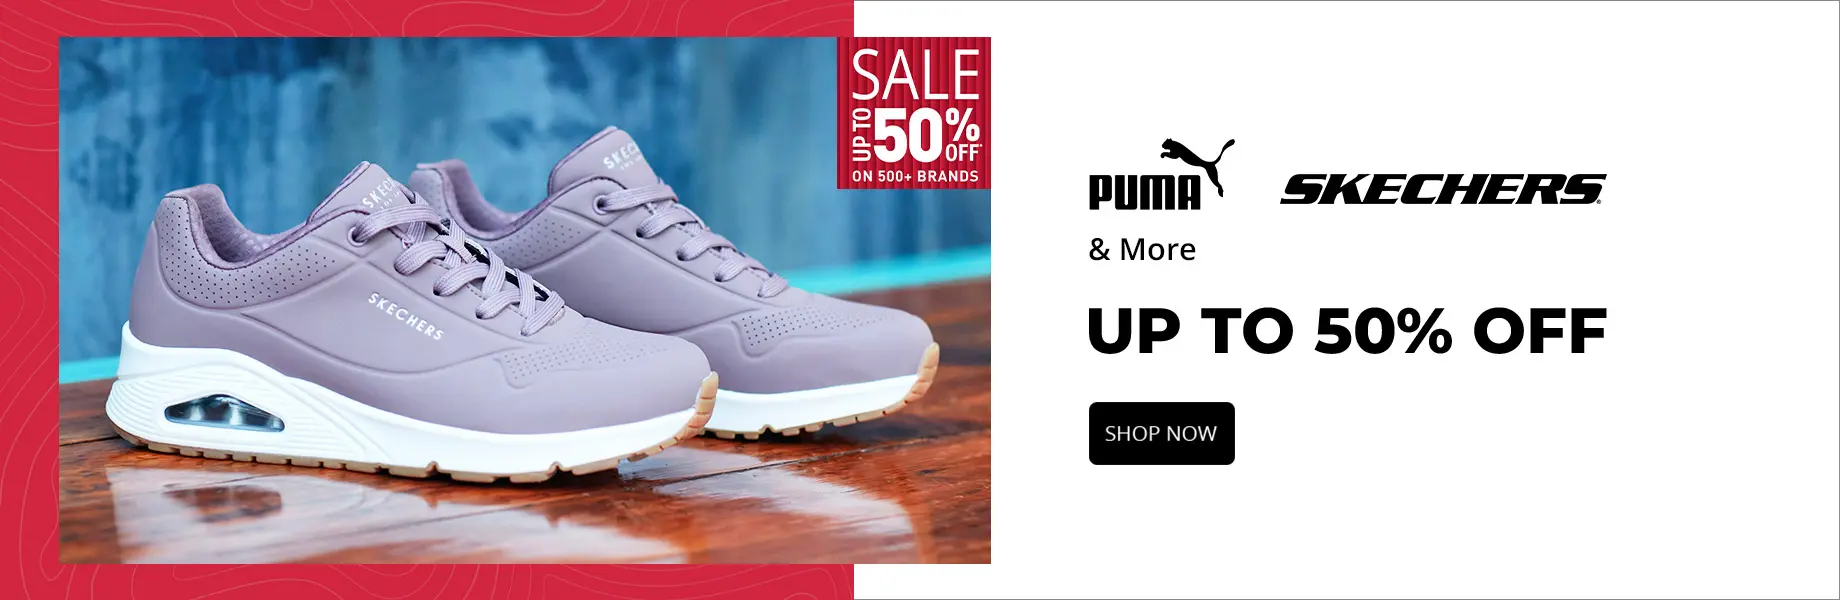 SALE
UP TO
50%
OFF*
ON 500+ BRANDS
SKECHERS
SKECHERS
PUMA
SKECHERS®
& More
UP TO 50% OFF
SHOP NOW